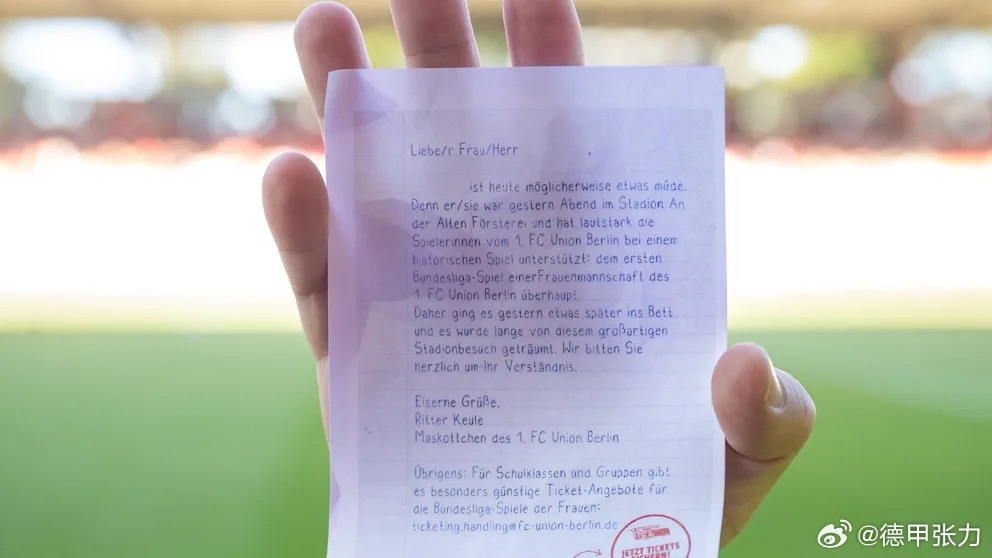 Liebe/r Frau/Herr .
ist heute möglicherweise etwas müde.
Denn er/sie war gestern Abend im Stadion An
der Alten Försterei und hat lautstark die
Spielerinnen vom 1. FC Union Berlin bei einem
historischen Spiel unterstützt: dem ersten
Bundesliga-Spiel einerFrauenmannschaft des
1. FC Union Berlin überhaupt.
Daher ging es gestern etwas später ins Bett
und es wurde lange von diesem großartigen
Stadionbesuch geträumt. Wir bitten Sie
herzlich um Ihr Verständnis.
Eiserne Grüße,
Ritter Keule
Maskottchen des 1. FC Union Berlin
Übrigens: Für Schulklassen und Gruppen gibt
es besonders günstige Ticket-Angebote für
die Bundesliga-Spiele der Frauen:
ticketing.handling@fc-union-berlin.de
JETZT TICKETS
SICHERN!
@德甲张力